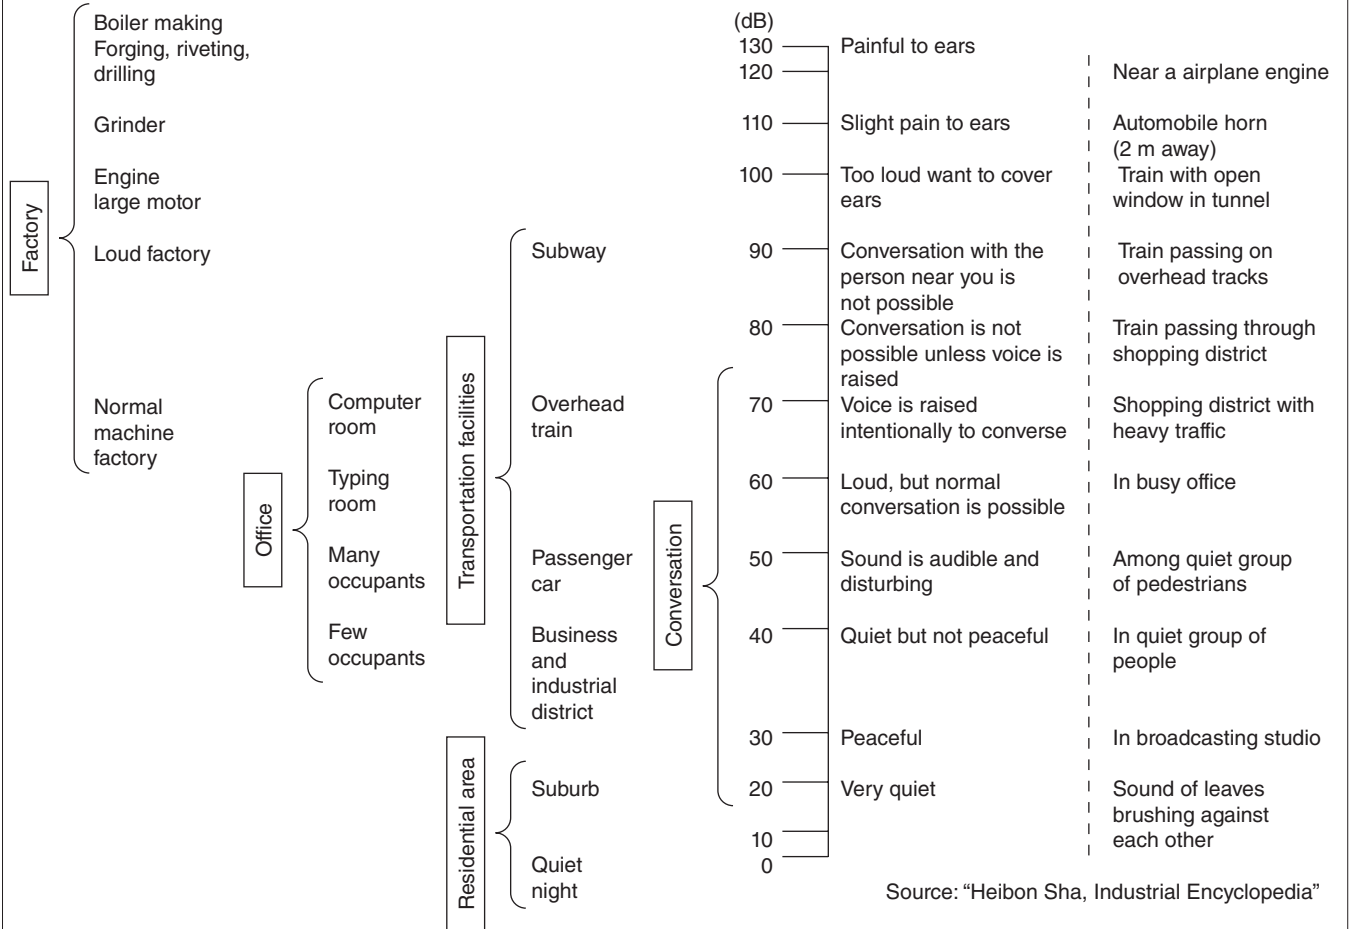 Factory
Boiler making
Forging, riveting,
drilling
Grinder
Engine
large motor
Loud factory
Normal
machine
factory
Office
Computer
room
Typing
room
Many
occupants
Few
occupants
Transportation facilities
Subway
Overhead
train
Passenger
car
Business
and
industrial
district
Residential area
Suburb
Quiet
night
Conversation
(dB)
130
120
110
100
90
80
70
60
50
40
30
20
10
0
Painful to ears
Slight pain to ears
Too loud want to cover
ears
Conversation with the
person near you is
not possible
Conversation is not
possible unless voice is
raised
Voice is raised
intentionally to converse
Loud, but normal
conversation is possible
Sound is audible and
disturbing
Quiet but not peaceful
Peaceful
Very quiet
Near a airplane engine
Automobile horn
(2 m away)
Train with open
window in tunnel
Train passing on
overhead tracks
Train passing through
shopping district
Shopping district with
heavy traffic
In busy office
Among quiet group
of pedestrians
In quiet group of
people
In broadcasting studio
Sound of leaves
brushing against
each other
Source: “Heibon Sha, Industrial Encyclopedia”